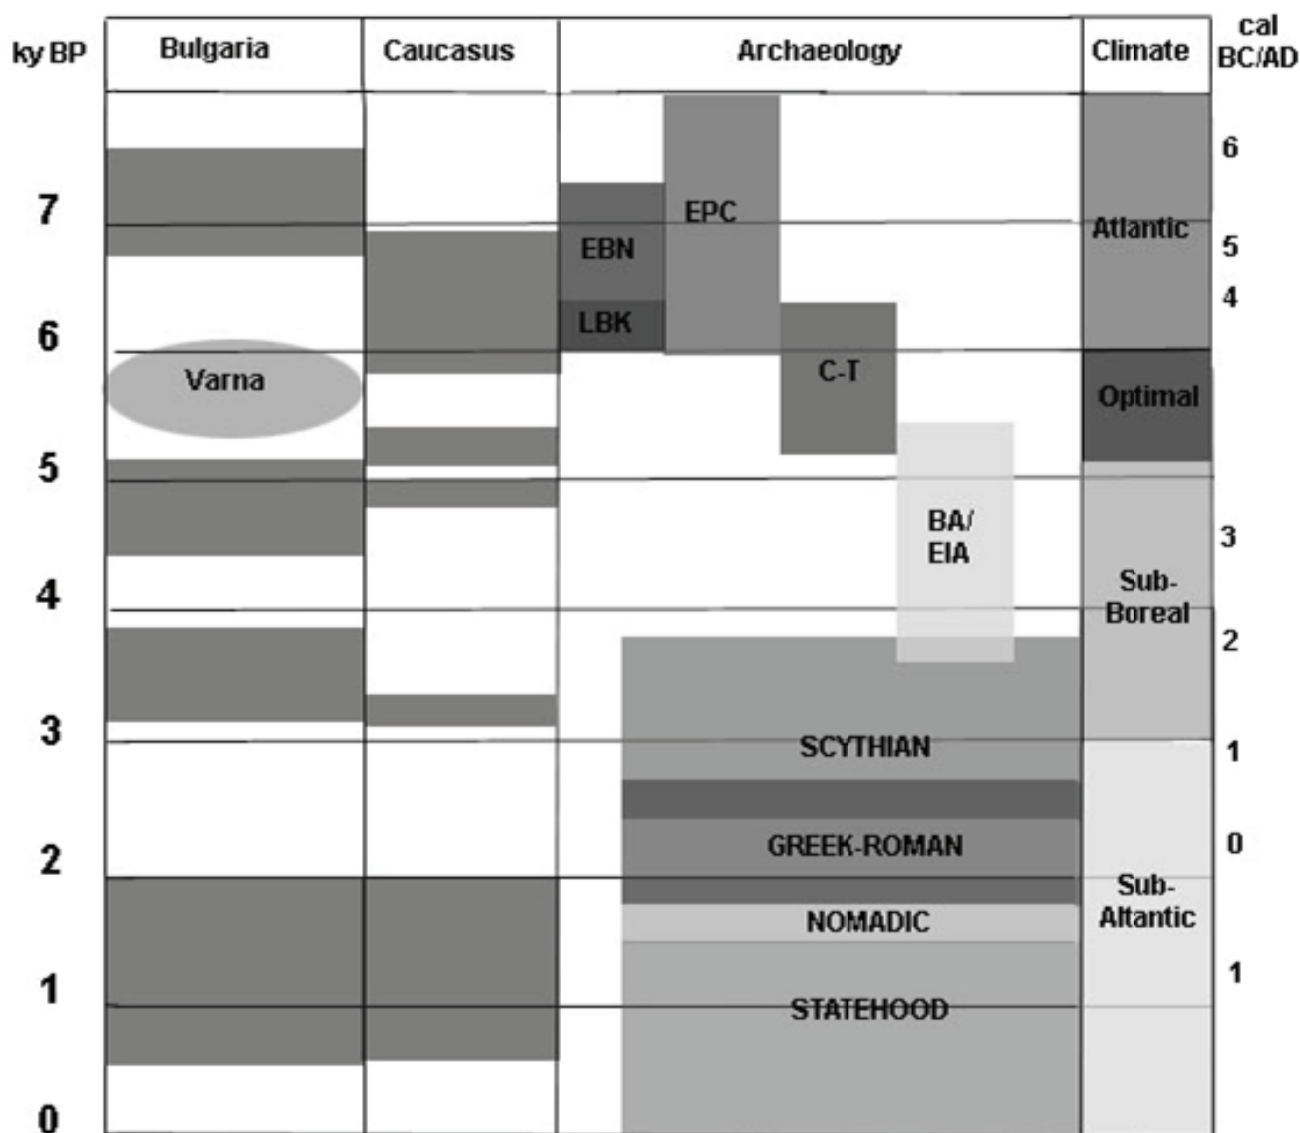 ky BP
Bulgaria
Caucasus
Archaeology
Climate
cal
BC/AD
6
7
EPC
Atlantic
EBN
5
4
LBK
6
C-T
Varna
Optimal
5
BA/
EIA
3
4
Sub-
Boreal
2
3
SCYTHIAN
1
2
GREEK-ROMAN
0
Sub-
Altantic
NOMADIC
1
1
STATEHOOD
0